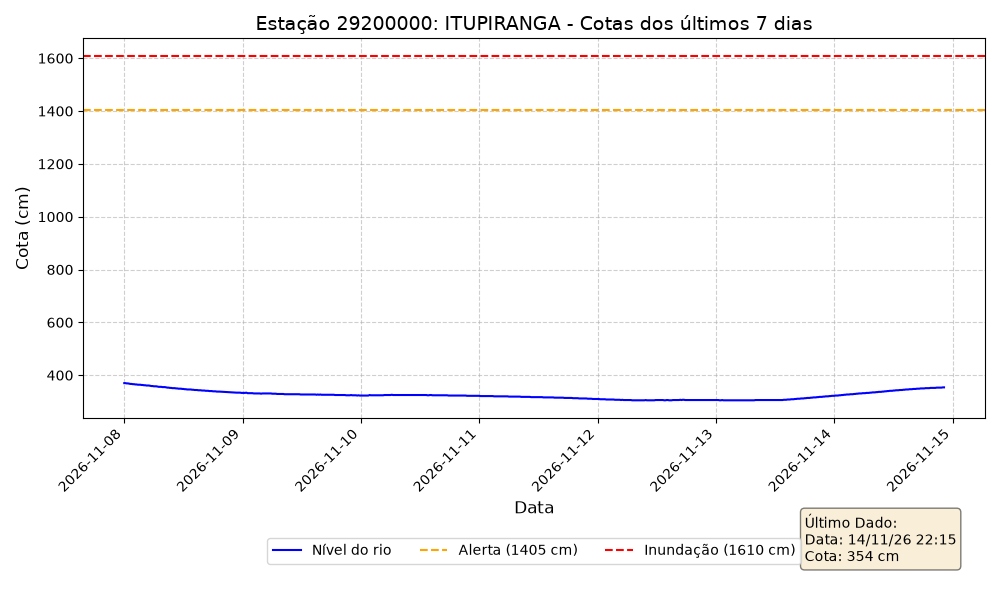 Estação 29200000: ITUPIRANGA - Cotas dos últimos 7 dias
Cota (cm)
1600
1400
1200
1000
800
600
400
2026-11-08
2026-11-09
2026-11-10
2026-11-11
2026-11-12
2026-11-13
2026-11-14
2026-11-15
Data
Nível do rio
Alerta (1405 cm)
Inundação (1610 cm)
Último Dado:
Data: 14/11/26 22:15
Cota: 354 cm